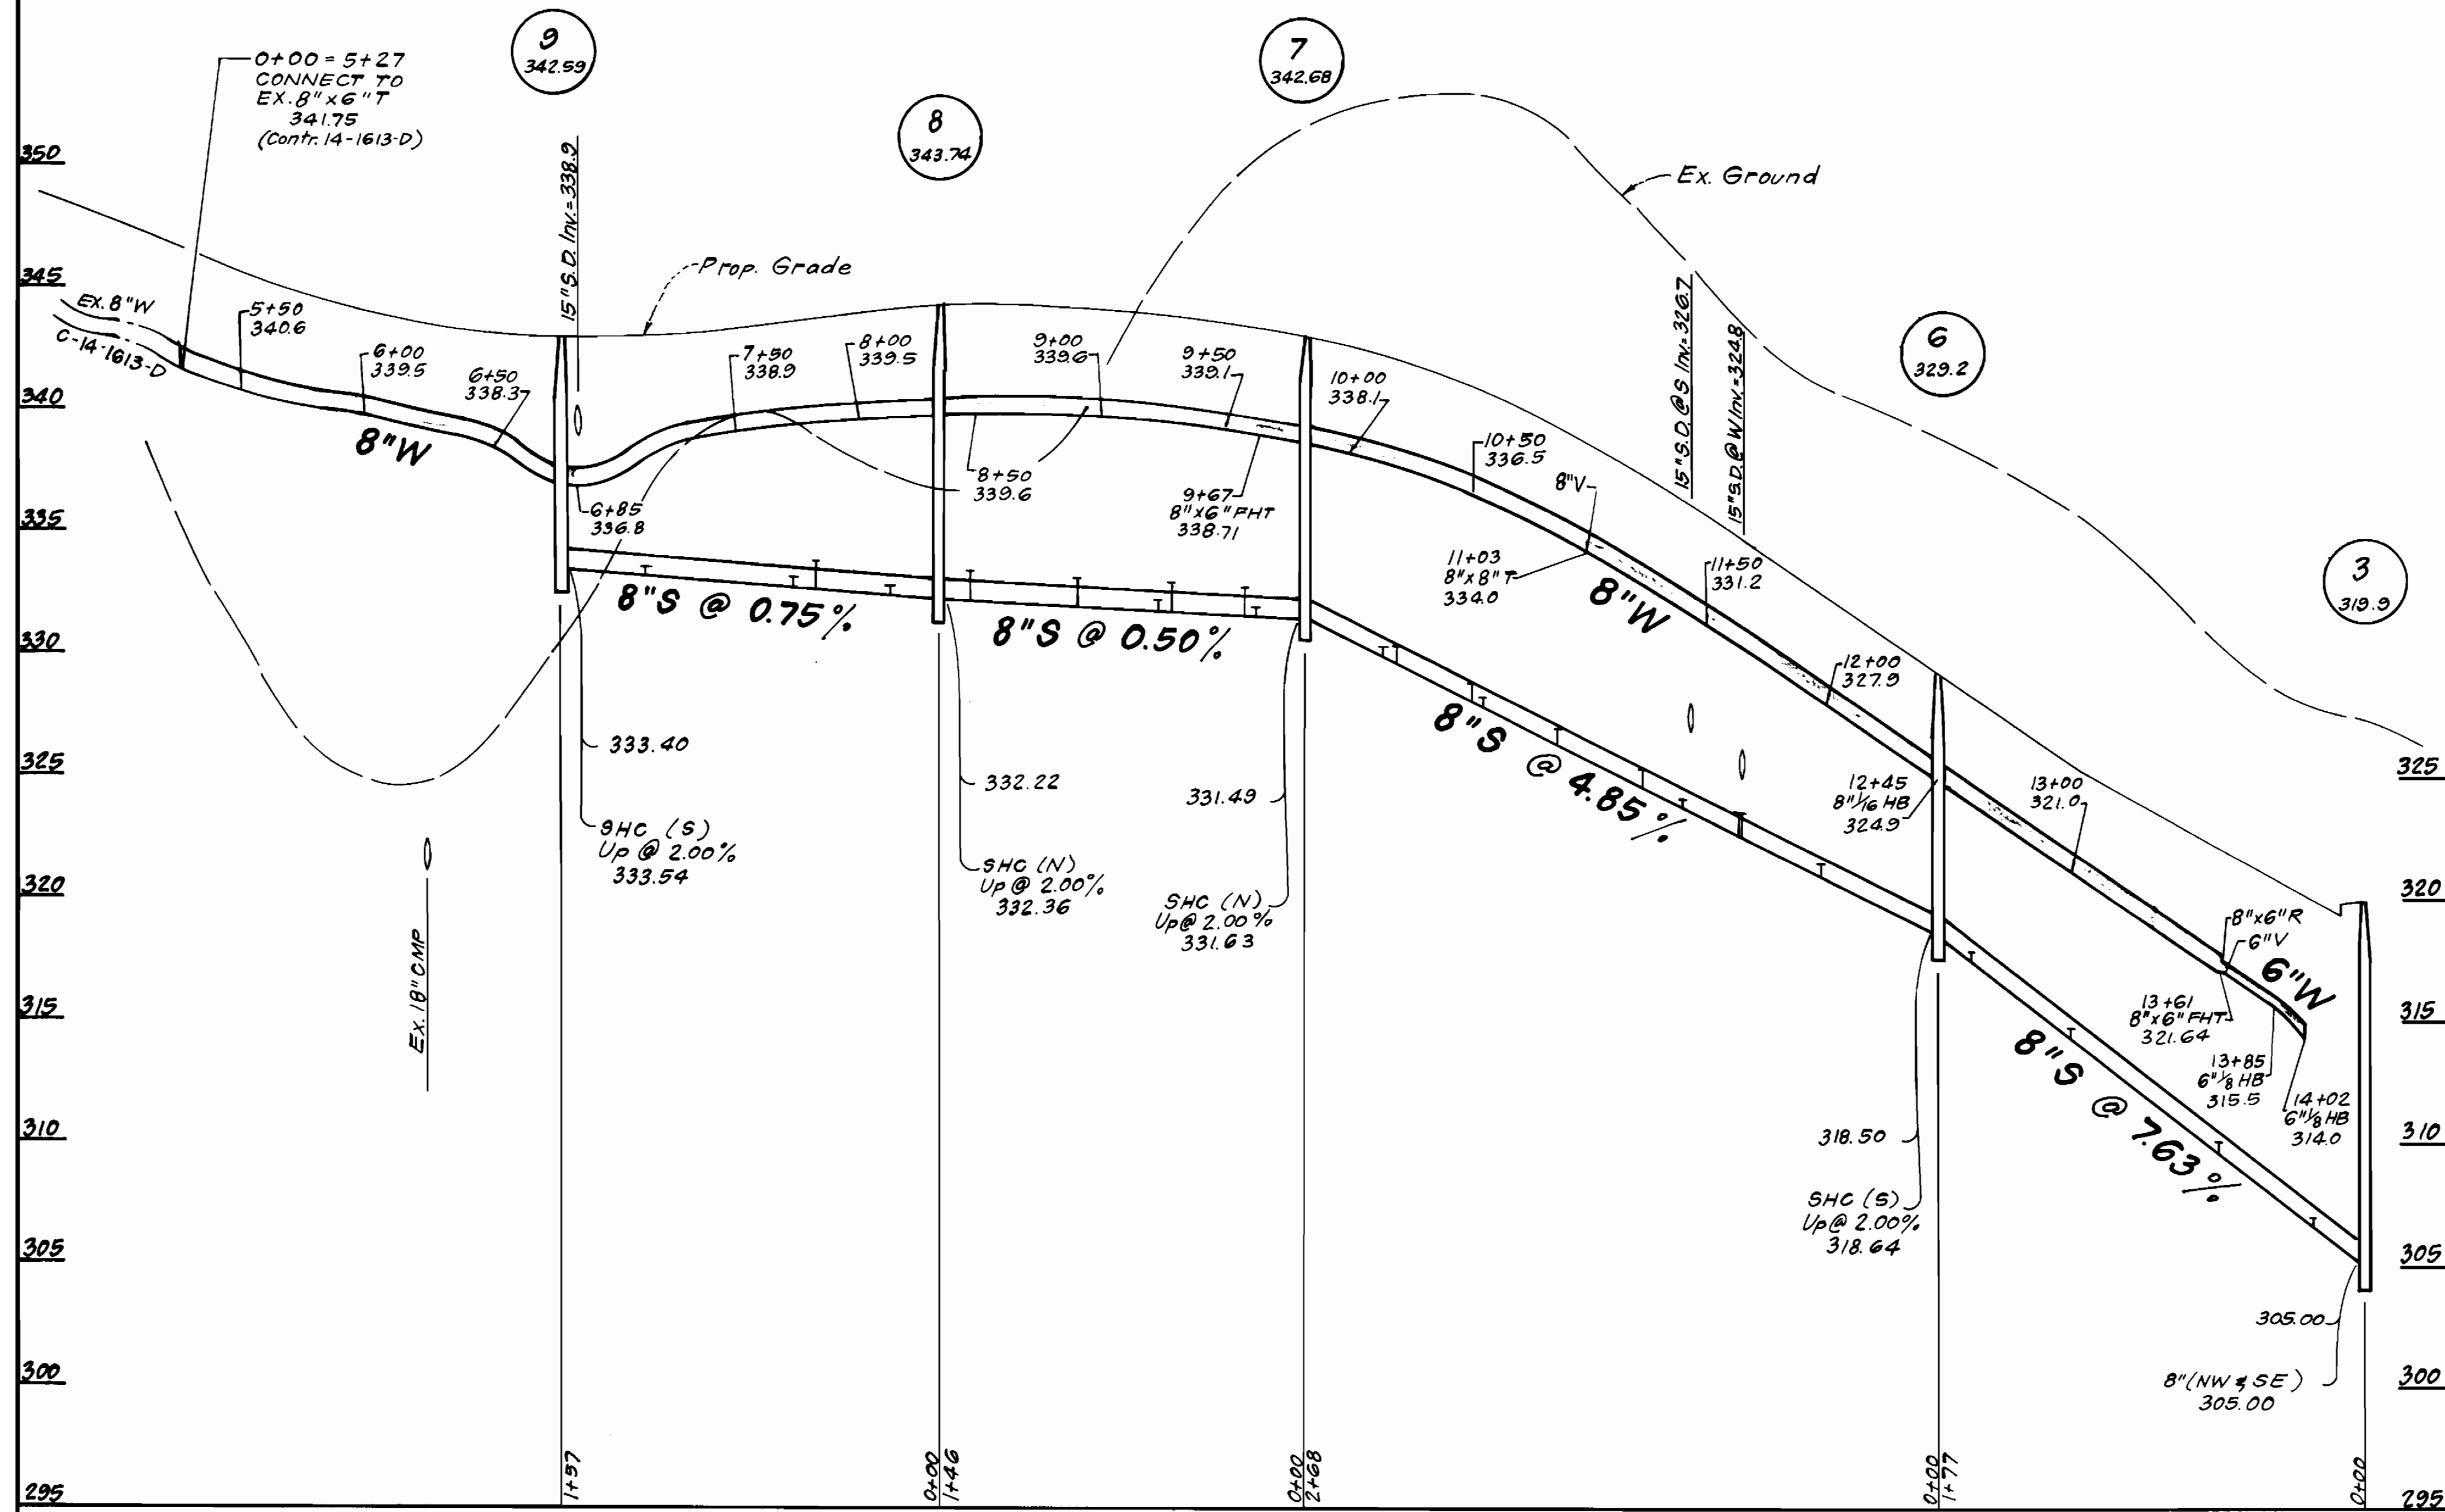 9
342.59
7
342.68
8
343.74
6
329.2
3
319.9
0+00 = 5+27
CONNECT TO
EX. 8"x6"T
341.75
(Contr. 14-1613-D)
350
345
340
335
330
325
320
315
310
305
300
295
325
320
315
310
305
300
295
15"S.D. Inv.=338.9
Prop. Grade
Ex. Ground
15"S.D.@S Inv.=326.7
15"S.D.@W Inv.=324.8
EX. 8"W
C-14-1613-D
5+50
340.6
6+00
339.5
6+50
338.3
8"W
7+50
338.9
8+00
339.5
9+00
339.6
9+50
339.1
10+00
338.1
6+85
336.8
8+50
339.6
9+67
8"x6"FHT
338.71
10+50
336.5
8"V
11+03
8"x8"T
334.0
8"W
11+50
331.2
12+00
327.9
8"S @ 0.75%
8"S @ 0.50%
8"S @ 4.85%
12+45
8"1/16 HB
324.9
13+00
321.0
333.40
SHC (S)
Up @ 2.00%
333.54
332.22
SHC (N)
Up @ 2.00%
332.36
331.49
SHC (N)
Up @ 2.00%
331.63
Ex. 18"CMP
8"x6"R
6"V
6"W
13+61
8"x6"FHT
321.64
13+85
6"1/8 HB
315.5
14+02
6"1/8 HB
314.0
8"S @ 7.63%
318.50
SHC (S)
Up @ 2.00%
318.64
305.00
8"(NW & SE)
305.00
1+57
0+00
1+46
0+00
2+68
0+00
1+77
0+00